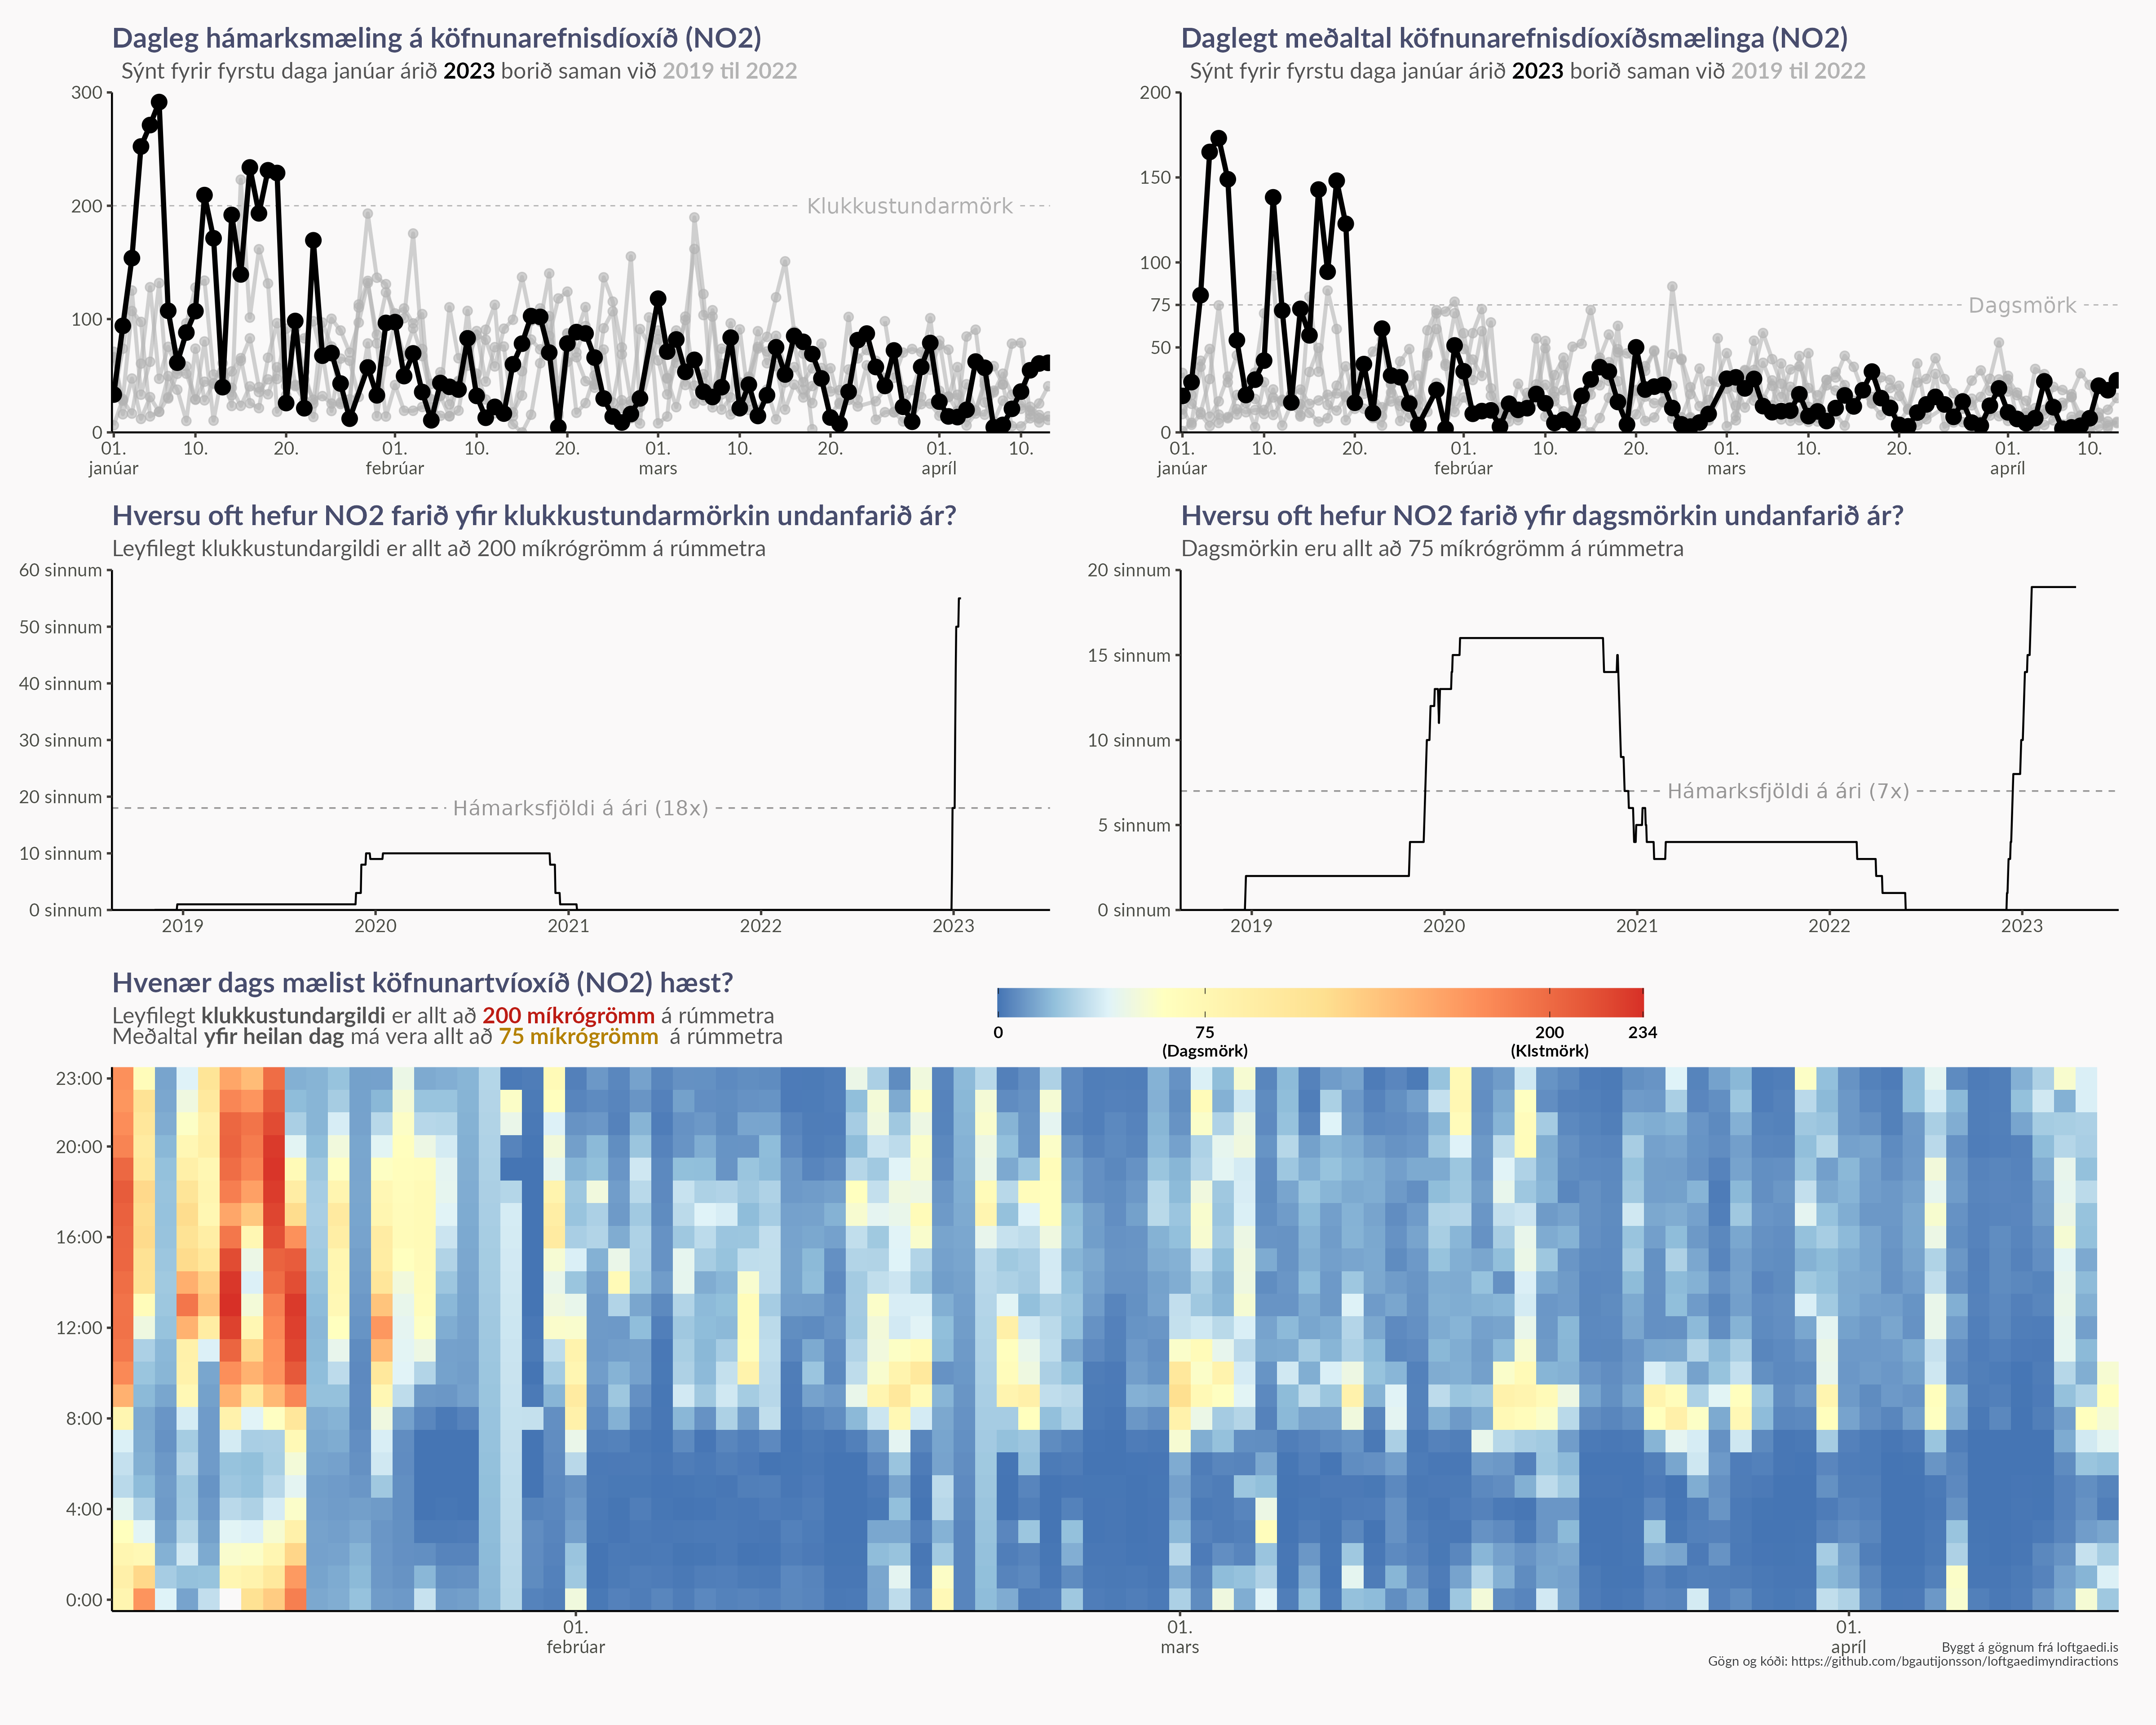 Dagleg hámarksmæling á köfnunarefnisdíoxíð (NO2)
Sýnt fyrir fyrstu daga janúar árið 2023 borið saman við 2019 til 2022
300
200
100
0
Klukkustundarmörk
01. 10. 20. 01. 10. 20. 01. 10. 20. 01. 10.
janúar febrúar mars apríl
Daglegt meðaltal köfnunarefnisdíoxíðsmælinga (NO2)
Sýnt fyrir fyrstu daga janúar árið 2023 borið saman við 2019 til 2022
200
150
100
75
50
0
Dagsmörk
01. 10. 20. 01. 10. 20. 01. 10. 20. 01. 10.
janúar febrúar mars apríl
Hversu oft hefur NO2 farið yfir klukkustundarmörkin undanfarið ár?
Leyfilegt klukkustundargildi er allt að 200 míkrógrömm á rúmmetra
60 sinnum
50 sinnum
40 sinnum
30 sinnum
20 sinnum
10 sinnum
0 sinnum
Hámarksfjöldi á ári (18x)
2019 2020 2021 2022 2023
Hversu oft hefur NO2 farið yfir dagsmörkin undanfarið ár?
Dagsmörkin eru allt að 75 míkrógrömm á rúmmetra
20 sinnum
15 sinnum
10 sinnum
5 sinnum
0 sinnum
Hámarksfjöldi á ári (7x)
2019 2020 2021 2022 2023
Hvenær dags mælist köfnunartvíoxíð (NO2) hæst?
Leyfilegt klukkustundargildi er allt að 200 míkrógrömm á rúmmetra
Meðaltal yfir heilan dag má vera allt að 75 míkrógrömm á rúmmetra
0 75 200 234
(Dagsmörk) (Klstmörk)
23:00
20:00
16:00
12:00
8:00
4:00
0:00
01. 01. 01.
febrúar mars apríl
Byggt á gögnum frá loftgaedi.is
Gögn og kóði: https://github.com/bgautijonsson/loftgaedimyndiractions